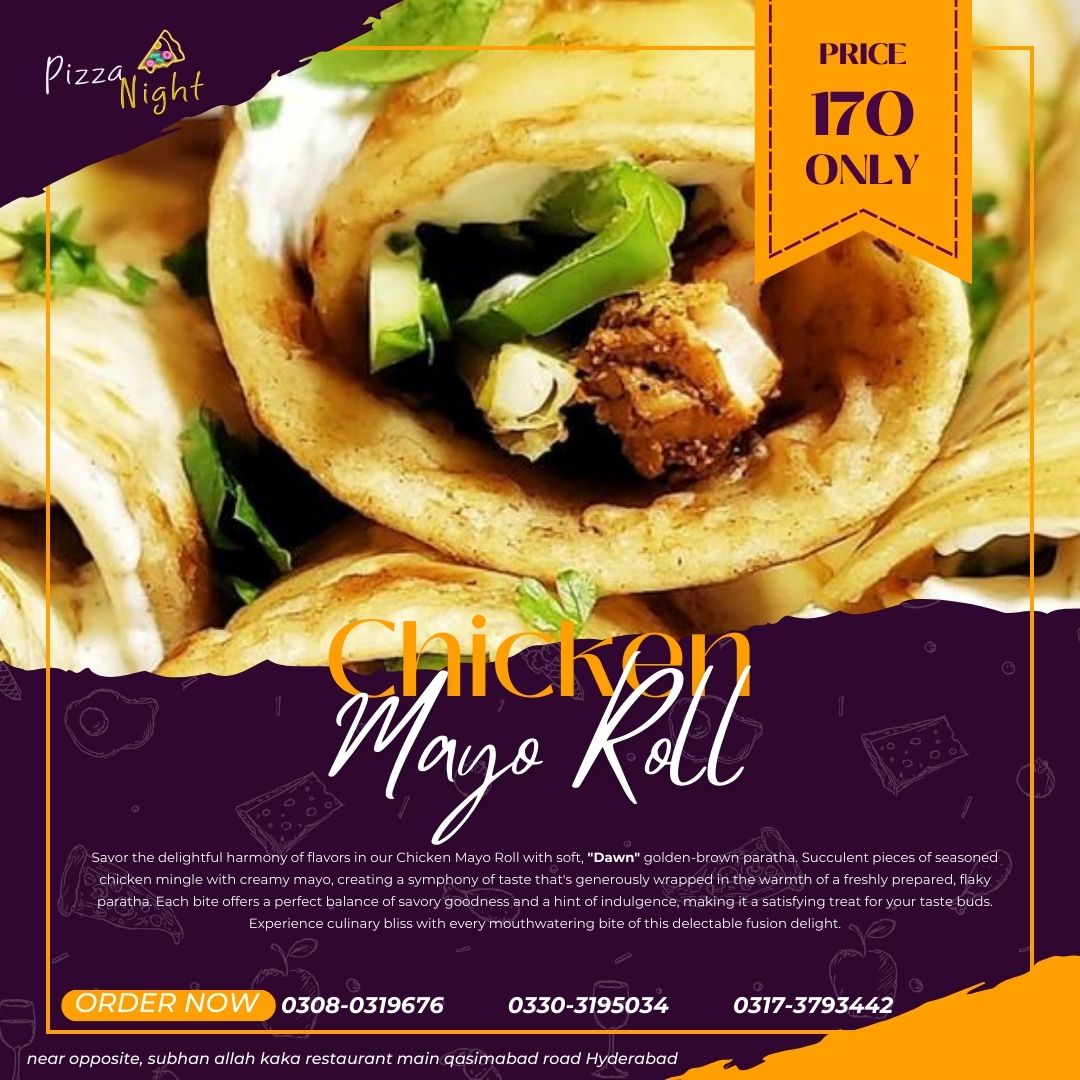 Pizza
Night
PRICE
170
ONLY
Chicken
Mayo Roll
Savor the delightful harmony of flavors in our Chicken Mayo Roll with soft, "Dawn" golden-brown paratha. Succulent pieces of seasoned
chicken mingle with creamy mayo, creating a symphony of taste that's generously wrapped in the warmth of a freshly prepared, flaky
paratha. Each bite offers a perfect balance of savory goodness and a hint of indulgence, making it a satisfying treat for your taste buds.
Experience culinary bliss with every mouthwatering bite of this delectable fusion delight.
ORDER NOW 0308-0319676 0330-3195034 0317-3793442
near opposite, subhan allah kaka restaurant main qasimabad road Hyderabad